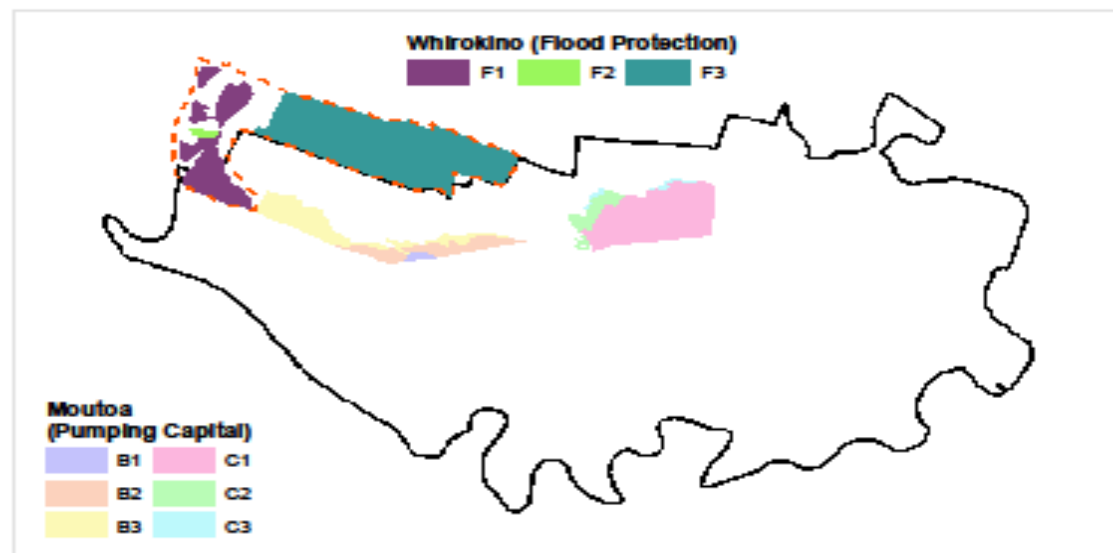 Whirokino (Flood Protection)
F1 F2 F3
Moutoa
(Pumping Capital)
B1 C1
B2 C2
B3 C3